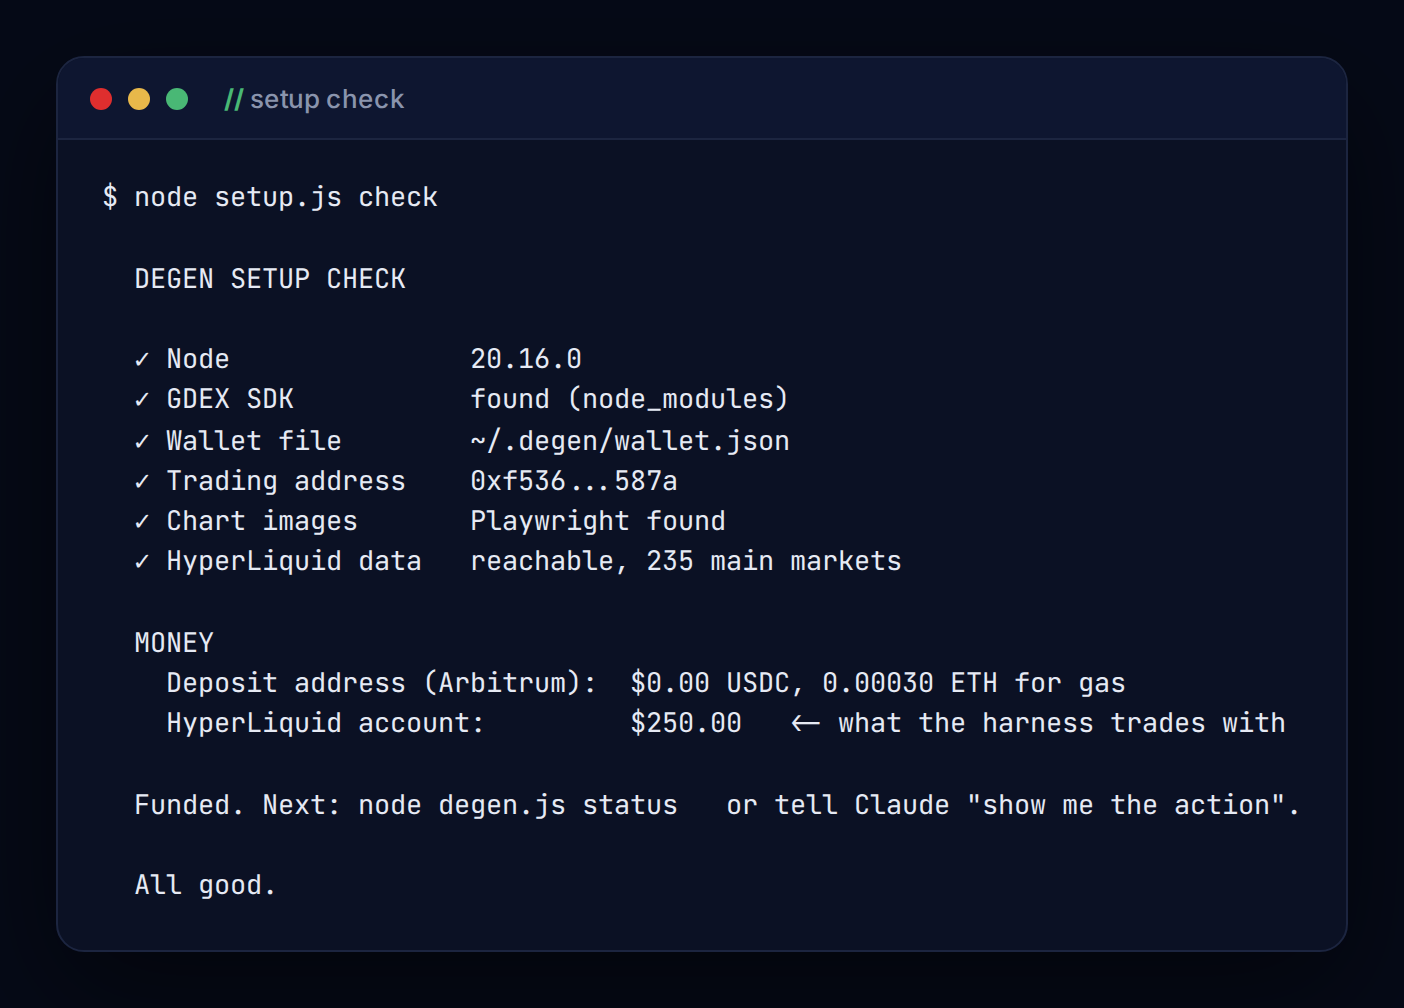 // setup check
$ node setup.js check
DEGEN SETUP CHECK
✓ Node 20.16.0
✓ GDEX SDK found (node_modules)
✓ Wallet file ~/.degen/wallet.json
✓ Trading address 0xf536...587a
✓ Chart images Playwright found
✓ HyperLiquid data reachable, 235 main markets
MONEY
Deposit address (Arbitrum): $0.00 USDC, 0.00030 ETH for gas
HyperLiquid account: $250.00 <- what the harness trades with
Funded. Next: node degen.js status or tell Claude "show me the action".
All good.